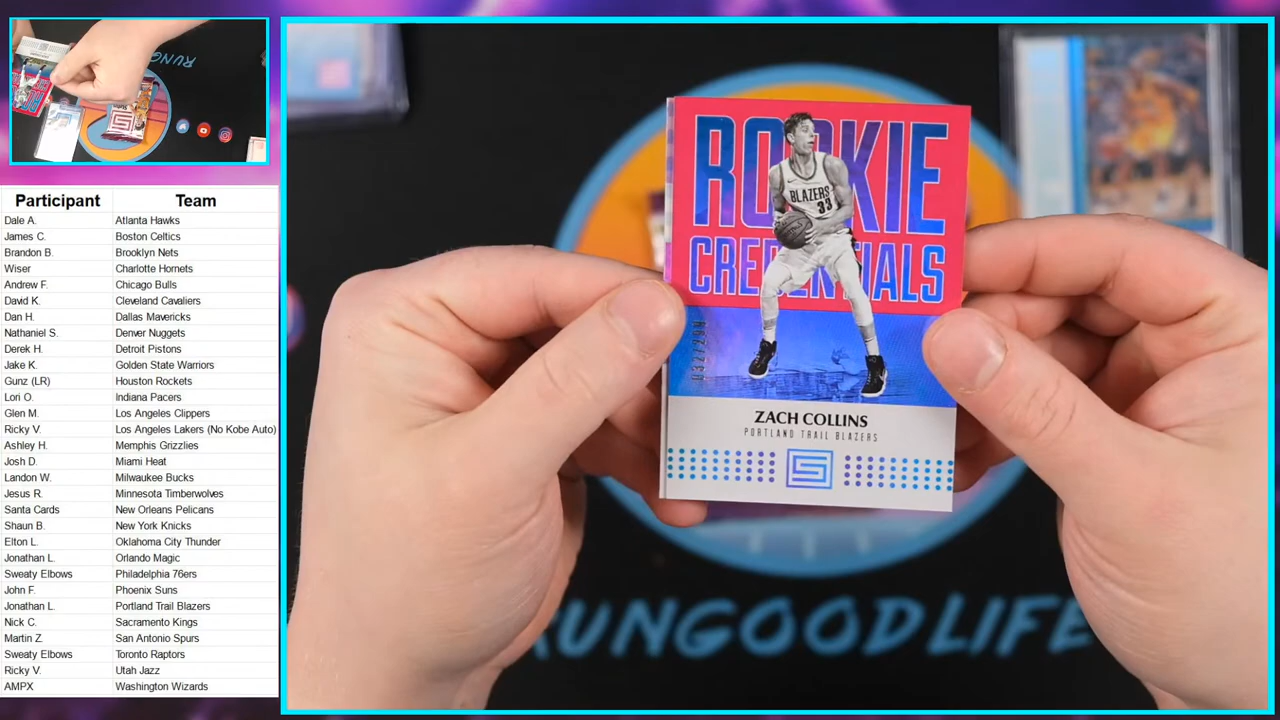 RUNG
Participant Team
Dale A. Atlanta Hawks
James C. Boston Celtics
Brandon B. Brooklyn Nets
Wiser Charlotte Hornets
Andrew F. Chicago Bulls
David K. Cleveland Cavaliers
Dan H. Dallas Mavericks
Nathaniel S. Denver Nuggets
Derek H. Detroit Pistons
Jake K. Golden State Warriors
Gunz (LR) Houston Rockets
Lori O. Indiana Pacers
Glen M. Los Angeles Clippers
Ricky V. Los Angeles Lakers (No Kobe Auto)
Ashley H. Memphis Grizzlies
Josh D. Miami Heat
Landon W. Milwaukee Bucks
Jesus R. Minnesota Timberwolves
Santa Cards New Orleans Pelicans
Shaun B. New York Knicks
Elton L. Oklahoma City Thunder
Jonathan L. Orlando Magic
Sweaty Elbows Philadelphia 76ers
John F. Phoenix Suns
Jonathan L. Portland Trail Blazers
Nick C. Sacramento Kings
Martin Z. San Antonio Spurs
Sweaty Elbows Toronto Raptors
Ricky V. Utah Jazz
AMPX Washington Wizards
ROOKIE
CREDENTIALS
BLAZERS
33
032/299
ZACH COLLINS
PORTLAND TRAIL BLAZERS
RUNGOODLIFE